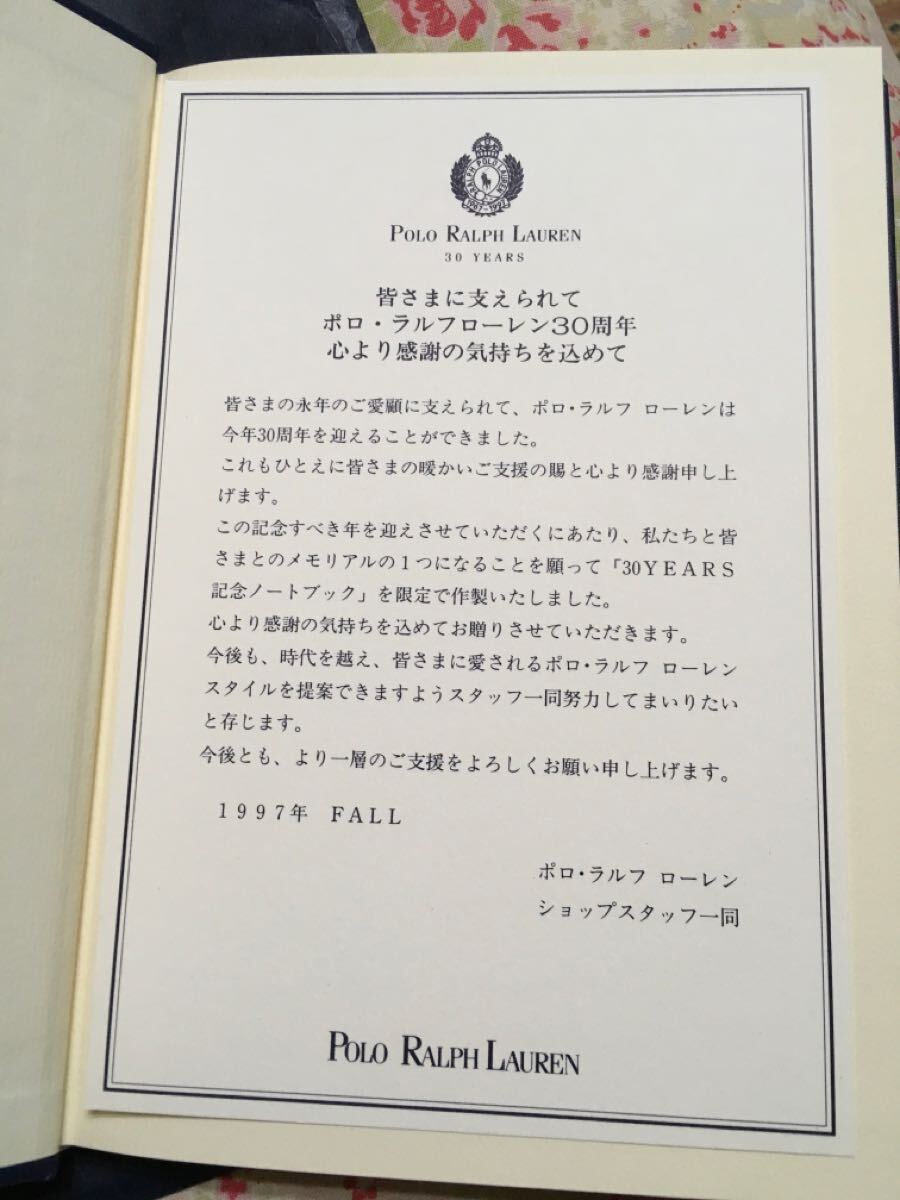 RALPH POLO LAUREN
1967-1997
POLO RALPH LAUREN
30 YEARS
皆さまに支えられて
ポロ・ラルフローレン30周年
心より感謝の気持ちを込めて
皆さまの永年のご愛顧に支えられて、ポロ・ラルフ ローレンは
今年30周年を迎えることができました。
これもひとえに皆さまの暖かいご支援の賜と心より感謝申し上
げます。
この記念すべき年を迎えさせていただくにあたり、私たちと皆
さまとのメモリアルの1つになることを願って「30YEARS
記念ノートブック」を限定で作製いたしました。
心より感謝の気持ちを込めてお贈りさせていただきます。
今後も、時代を越え、皆さまに愛されるポロ・ラルフ ローレン
スタイルを提案できますようスタッフ一同努力してまいりたい
と存じます。
今後とも、より一層のご支援をよろしくお願い申し上げます。
1997年 FALL
ポロ・ラルフ ローレン
ショップスタッフ一同
POLO RALPH LAUREN